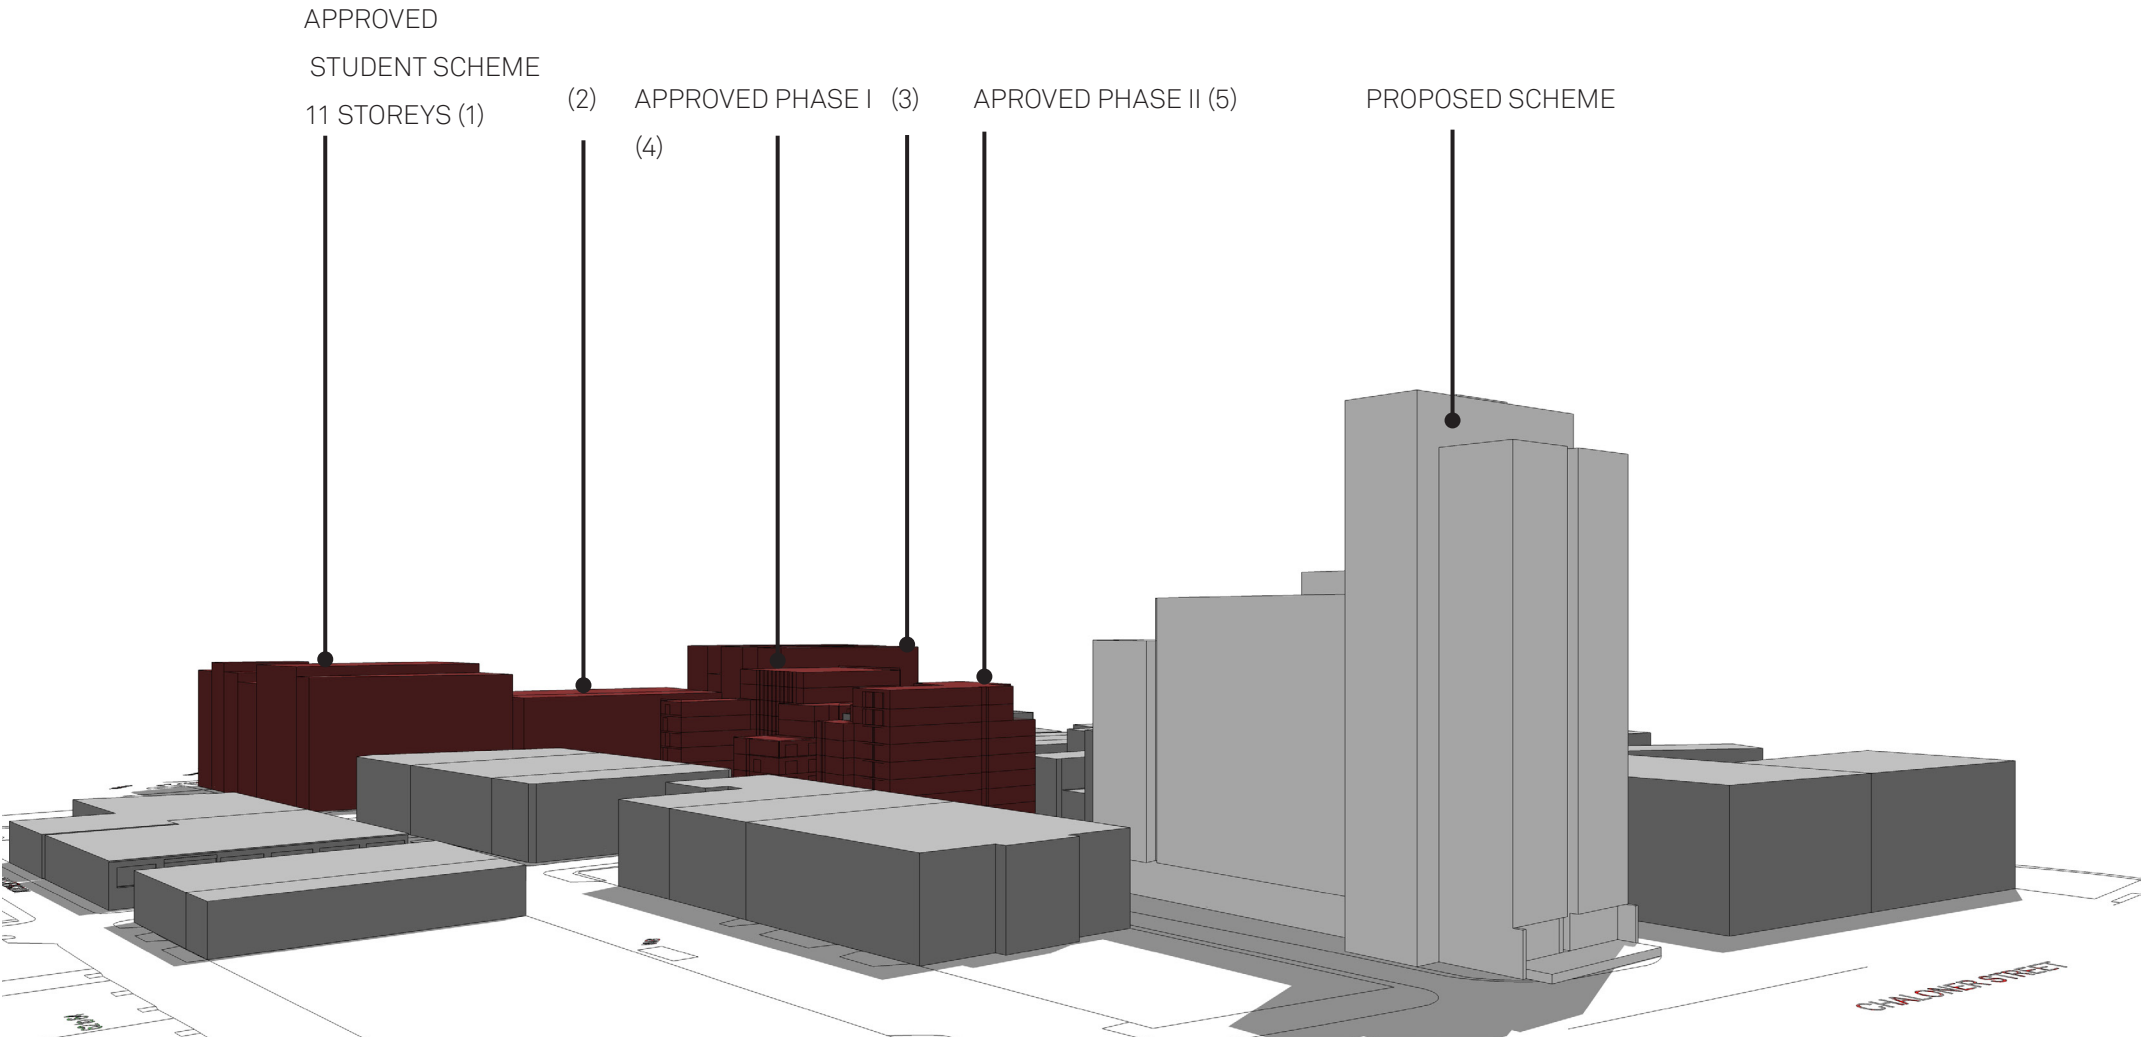 APPROVED
STUDENT SCHEME
11 STOREYS (1)
(2)
APPROVED PHASE I
(4)
(3)
APROVED PHASE II (5)
PROPOSED SCHEME
CHALONER STREET